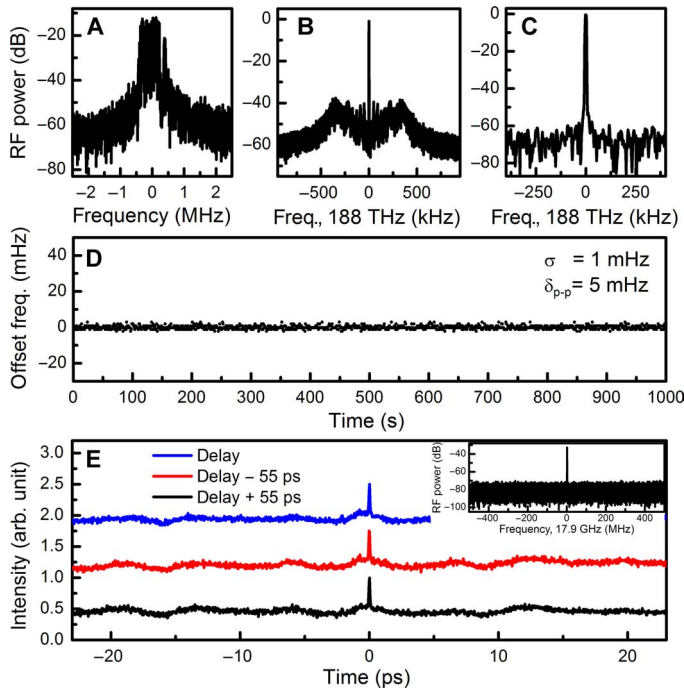 A
B
C
RF power (dB)
0
−20
−40
−60
−80
−2 −1 0 1 2
Frequency (MHz)
0
−20
−40
−60
−500 0 500
Freq., 188 THz (kHz)
0
−20
−40
−60
−80
−250 0 250
Freq., 188 THz (kHz)
D
Offset freq. (mHz)
40
20
0
−20
σ = 1 mHz
δp-p= 5 mHz
0 100 200 300 400 500 600 700 800 900 1000
Time (s)
E
Intensity (arb. unit)
3.0
2.5
2.0
1.5
1.0
0.5
0.0
Delay
Delay − 55 ps
Delay + 55 ps
RF power (dB)
−40
−60
−80
−100
−400 −200 0 200 400
Frequency, 17.9 GHz (MHz)
−20 −10 0 10 20
Time (ps)